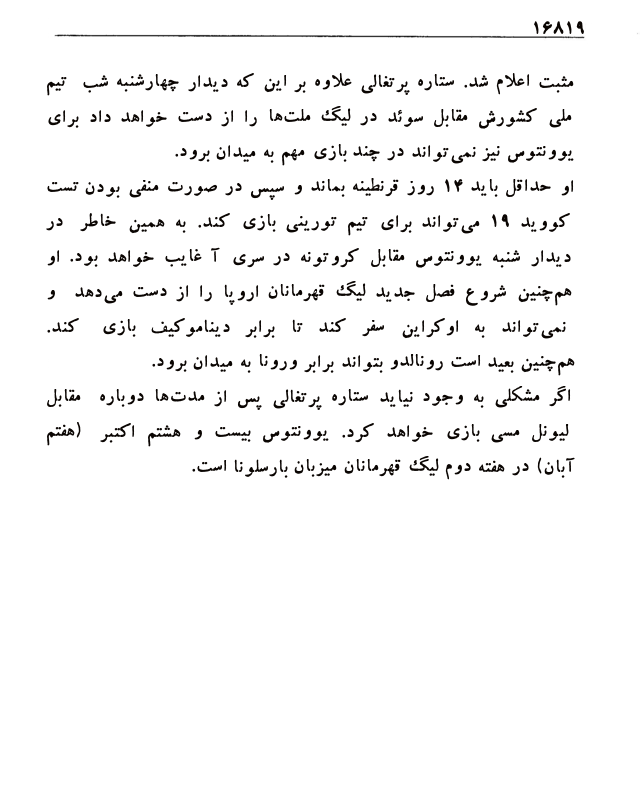 ۱۶۸۱۹
مثبت اعلام شد. ستاره پرتغالی علاوه بر این که دیدار چهارشنبه شب تیم
ملی کشورش مقابل سوئد در لیگ ملت‌ها را از دست خواهد داد برای
یوونتوس نیز نمی‌تواند در چند بازی مهم به میدان برود.
او حداقل باید ۱۴ روز قرنطینه بماند و سپس در صورت منفی بودن تست
کووید ۱۹ می‌تواند برای تیم تورینی بازی کند. به همین خاطر در
دیدار شنبه یوونتوس مقابل کروتونه در سری آ غایب خواهد بود. او
هم‌چنین شروع فصل جدید لیگ قهرمانان اروپا را از دست می‌دهد و
نمی‌تواند به اوکراین سفر کند تا برابر دیناموکیف بازی کند.
هم‌چنین بعید است رونالدو بتواند برابر ورونا به میدان برود.
اگر مشکلی به وجود نیاید ستاره پرتغالی پس از مدت‌ها دوباره مقابل
لیونل مسی بازی خواهد کرد. یوونتوس بیست و هشتم اکتبر (هفتم
آبان) در هفته دوم لیگ قهرمانان میزبان بارسلونا است.